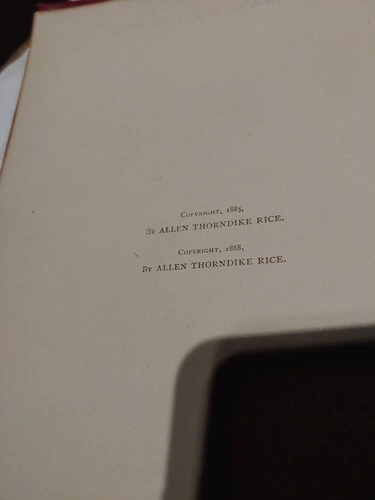 Copyright, 1885,
By ALLEN THORNDIKE RICE.
Copyright, 1888,
By ALLEN THORNDIKE RICE.